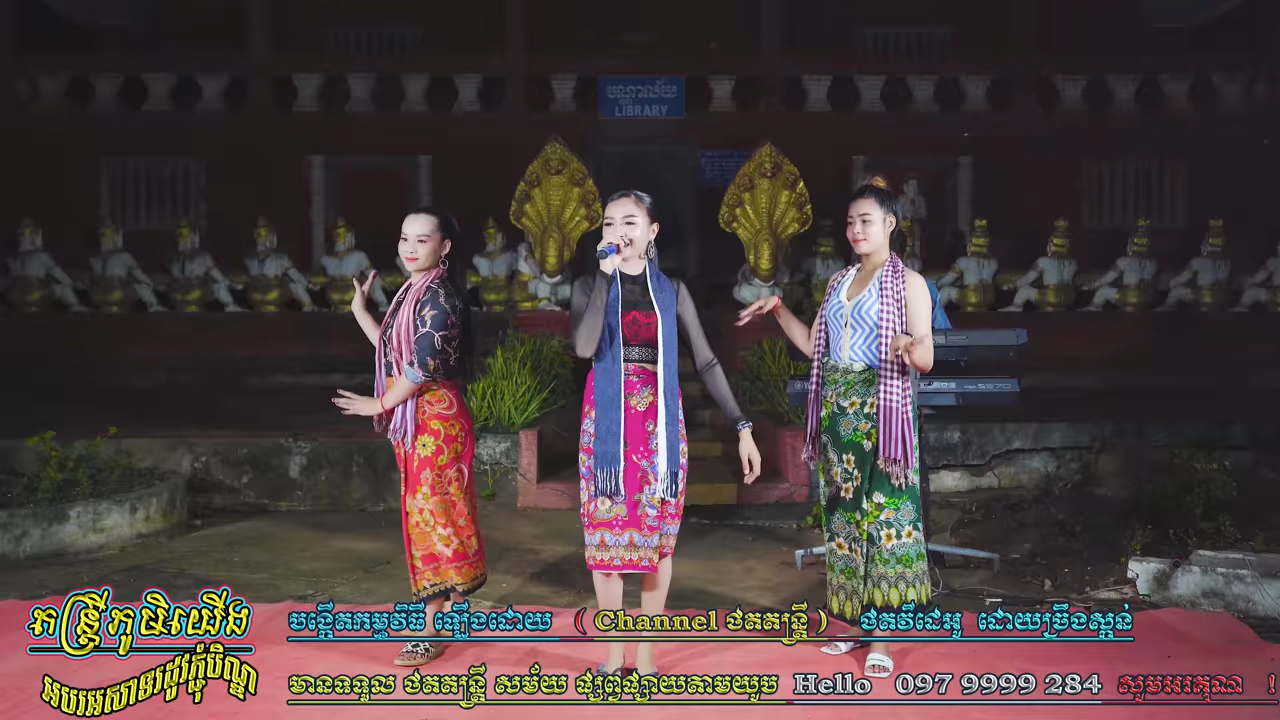 បណ្ណាល័យ
LIBRARY
តន្ត្រីភូមិយើង
អបអរសាទរដូវភ្ជុំបិណ្ឌ
បង្កើតកម្មវិធី ឡើងដោយ ( Channel ថតតន្ត្រី ) ថតវីដេអូ ដោយច្រឹងស្កន់
មានទទួល ថតតន្ត្រី សម័យ ផ្សព្វផ្សាយតាមយូប Hello 097 9999 284 សូមអរគុណ !